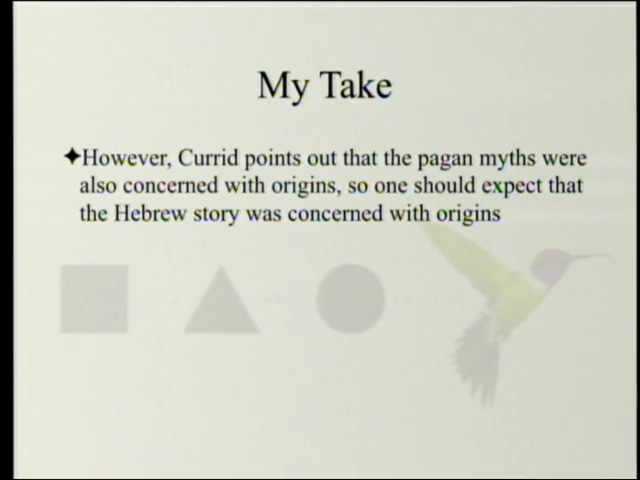 My Take
✦However, Currid points out that the pagan myths were
also concerned with origins, so one should expect that
the Hebrew story was concerned with origins